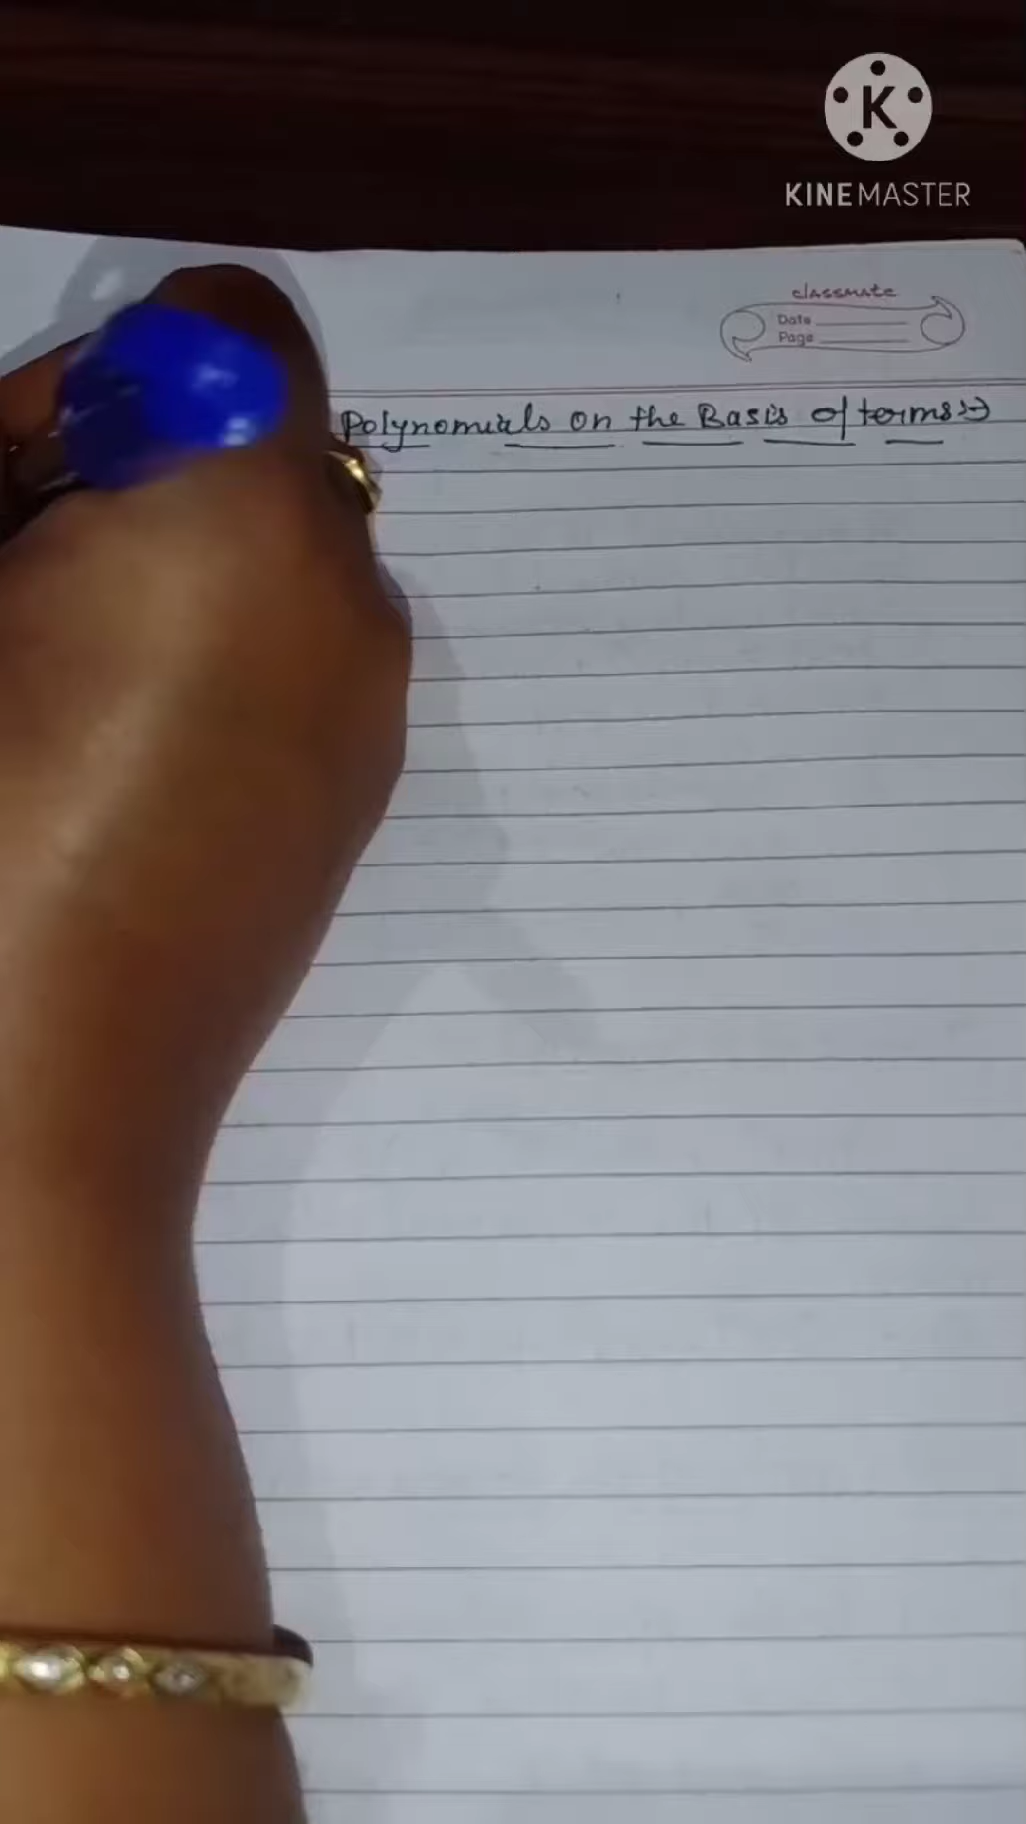 KINEMASTER
classmate
Date
Page
Polynomials on the Basis of terms:→